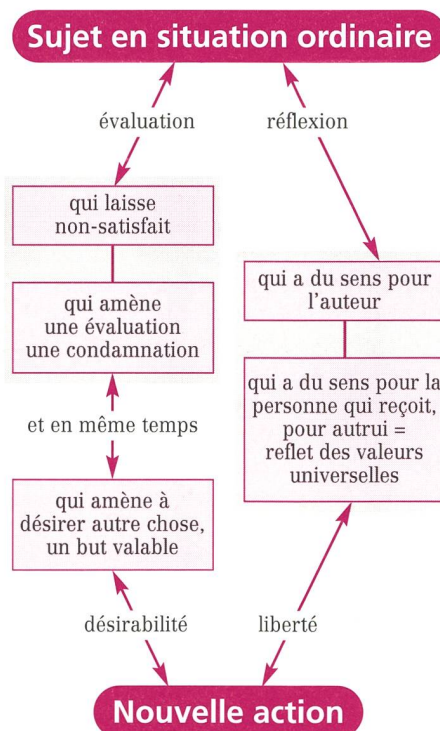 Sujet en situation ordinaire
évaluation
réflexion
qui laisse
non-satisfait
qui amène
une évaluation
une condamnation
et en même temps
qui amène à
désirer autre chose,
un but valable
qui a du sens pour
l'auteur
qui a du sens pour la
personne qui reçoit,
pour autrui =
reflet des valeurs
universelles
désirabilité
liberté
Nouvelle action